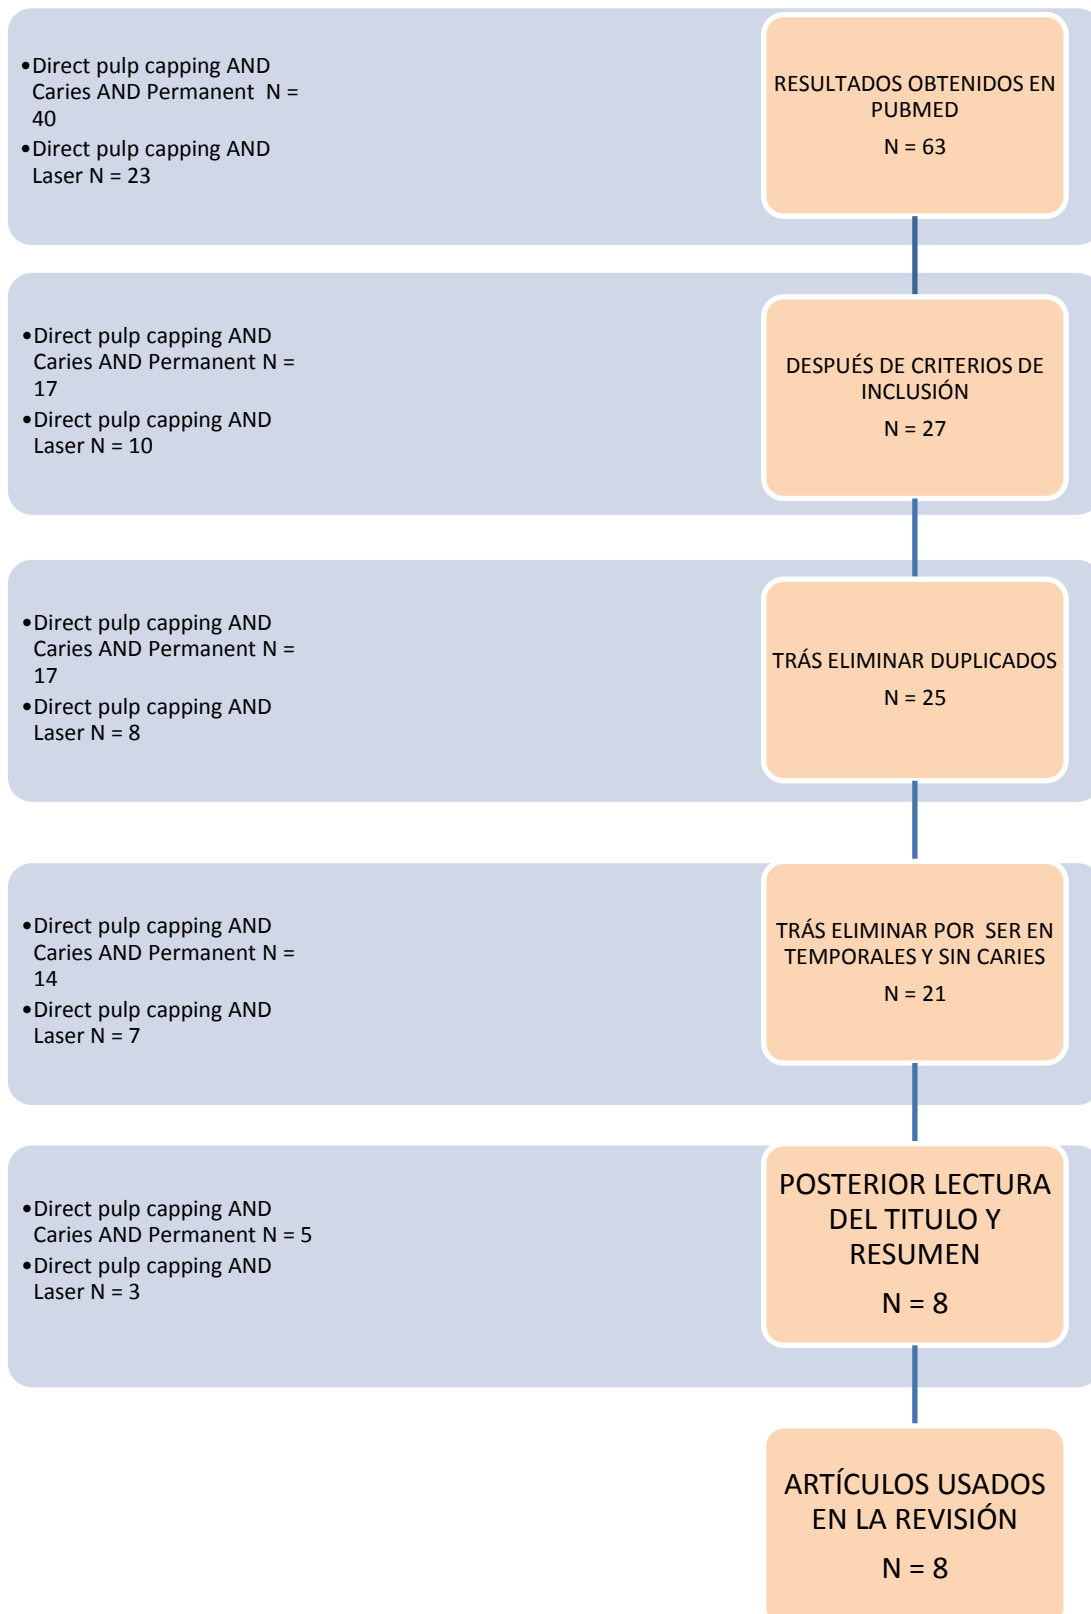 •Direct pulp capping AND
Caries AND Permanent  N =
40
•Direct pulp capping AND
Laser N = 23
RESULTADOS OBTENIDOS EN
PUBMED
N = 63
•Direct pulp capping AND
Caries AND Permanent N =
17
•Direct pulp capping AND
Laser N = 10
DESPUÉS DE CRITERIOS DE
INCLUSIÓN
N = 27
•Direct pulp capping AND
Caries AND Permanent N =
17
•Direct pulp capping AND
Laser N = 8
TRÁS ELIMINAR DUPLICADOS
N = 25
•Direct pulp capping AND
Caries AND Permanent N =
14
•Direct pulp capping AND
Laser N = 7
TRÁS ELIMINAR POR  SER EN
TEMPORALES Y SIN CARIES
N = 21
•Direct pulp capping AND
Caries AND Permanent N = 5
•Direct pulp capping AND
Laser N = 3
POSTERIOR LECTURA
DEL TITULO Y
RESUMEN
N = 8
ARTÍCULOS USADOS
EN LA REVISIÓN
N = 8